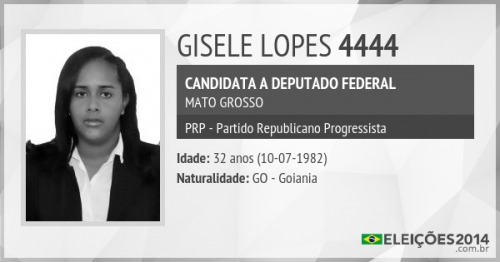 GISELE LOPES 4444
CANDIDATA A DEPUTADO FEDERAL
MATO GROSSO
PRP - Partido Republicano Progressista
Idade: 32 anos (10-07-1982)
Naturalidade: GO - Goiania
ELEIÇÕES2014
.com.br